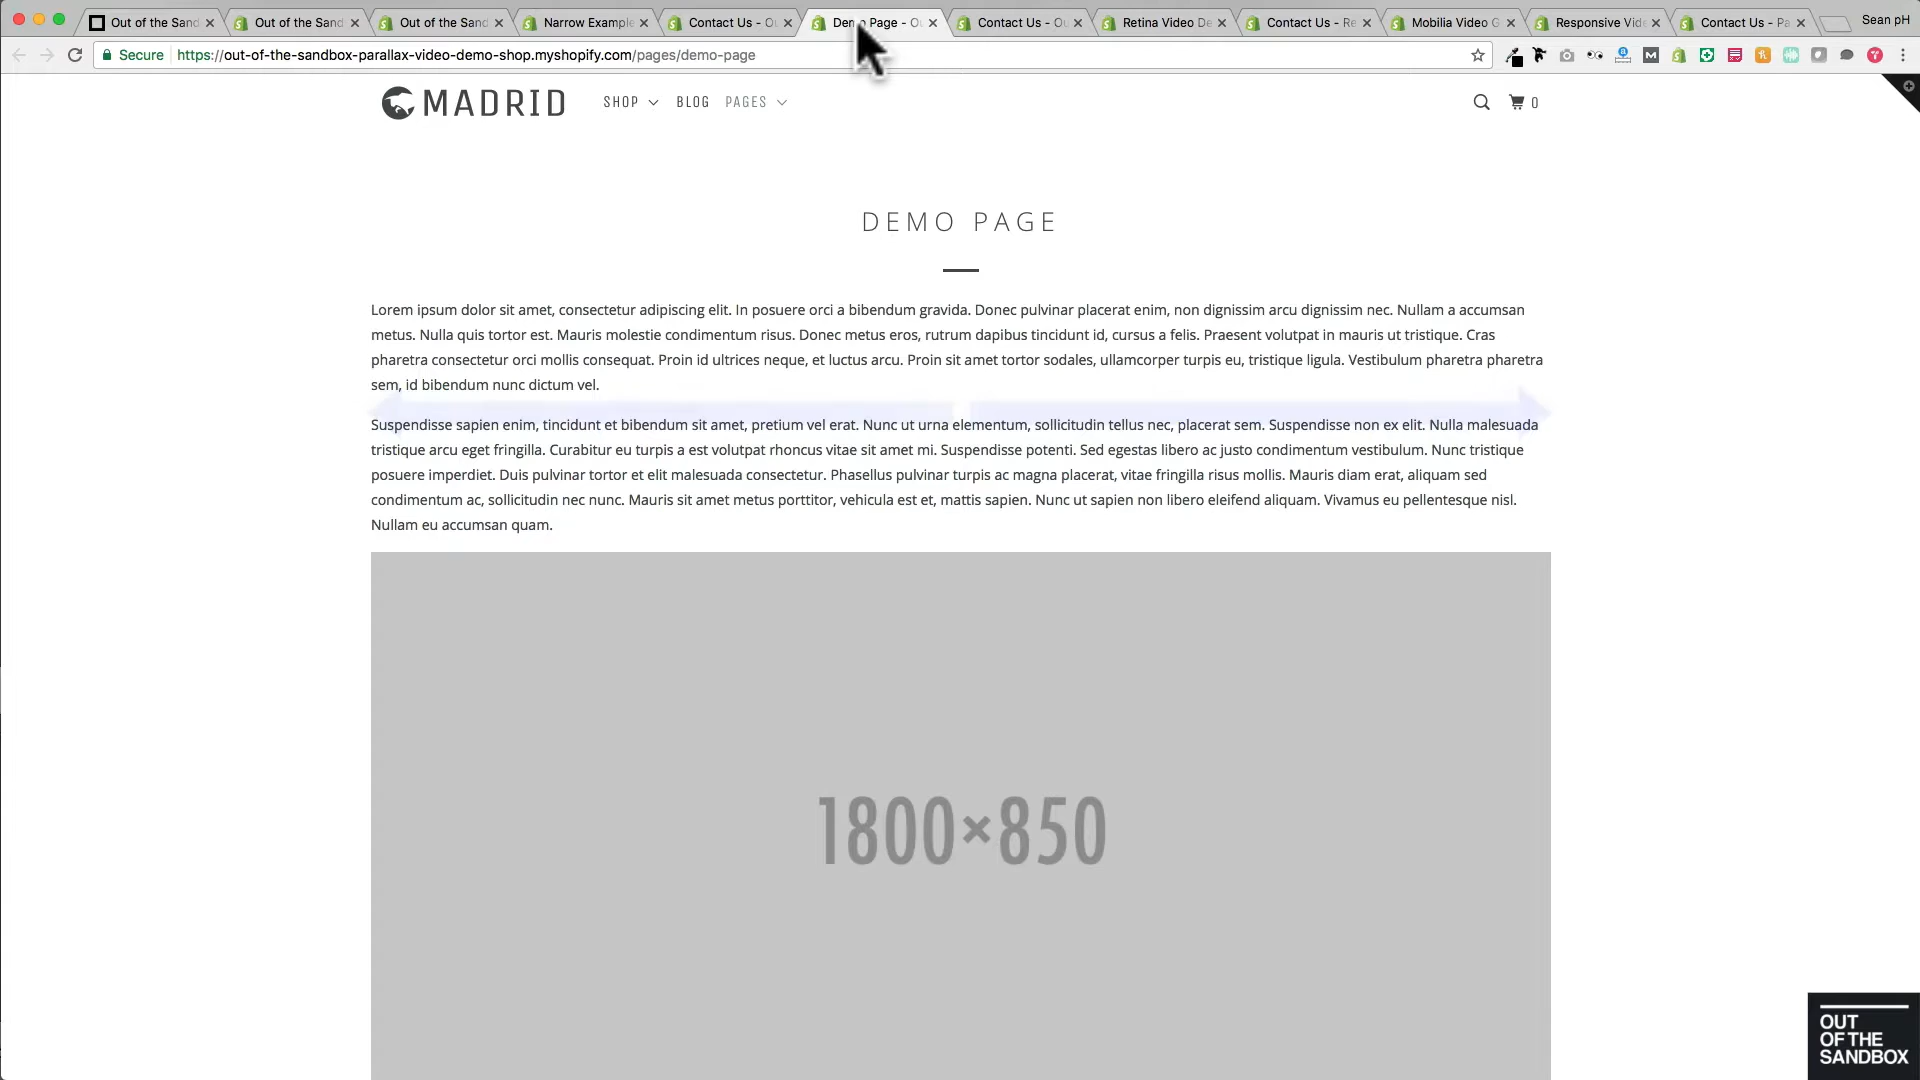 Out of the Sand
Out of the Sand
Out of the Sand
Narrow Example
Contact Us - Ou
Demo Page - Ou
Contact Us - Ou
Retina Video De
Contact Us - Re
Mobilia Video G
Responsive Vide
Contact Us - Pa
Sean pH
Secure
https://out-of-the-sandbox-parallax-video-demo-shop.myshopify.com/pages/demo-page
MADRID
SHOP
BLOG
PAGES
0
DEMO PAGE
Lorem ipsum dolor sit amet, consectetur adipiscing elit. In posuere orci a bibendum gravida. Donec pulvinar placerat enim, non dignissim arcu dignissim nec. Nullam a accumsan
metus. Nulla quis tortor est. Mauris molestie condimentum risus. Donec metus eros, rutrum dapibus tincidunt id, cursus a felis. Praesent volutpat in mauris ut tristique. Cras
pharetra consectetur orci mollis consequat. Proin id ultrices neque, et luctus arcu. Proin sit amet tortor sodales, ullamcorper turpis eu, tristique ligula. Vestibulum pharetra pharetra
sem, id bibendum nunc dictum vel.
Suspendisse sapien enim, tincidunt et bibendum sit amet, pretium vel erat. Nunc ut urna elementum, sollicitudin tellus nec, placerat sem. Suspendisse non ex elit. Nulla malesuada
tristique arcu eget fringilla. Curabitur eu turpis a est volutpat rhoncus vitae sit amet mi. Suspendisse potenti. Sed egestas libero ac justo condimentum vestibulum. Nunc tristique
posuere imperdiet. Duis pulvinar tortor et elit malesuada consectetur. Phasellus pulvinar turpis ac magna placerat, vitae fringilla risus mollis. Mauris diam erat, aliquam sed
condimentum ac, sollicitudin nec nunc. Mauris sit amet metus porttitor, vehicula est et, mattis sapien. Nunc ut sapien non libero eleifend aliquam. Vivamus eu pellentesque nisl.
Nullam eu accumsan quam.
1800×850
OUT
OF THE
SANDBOX